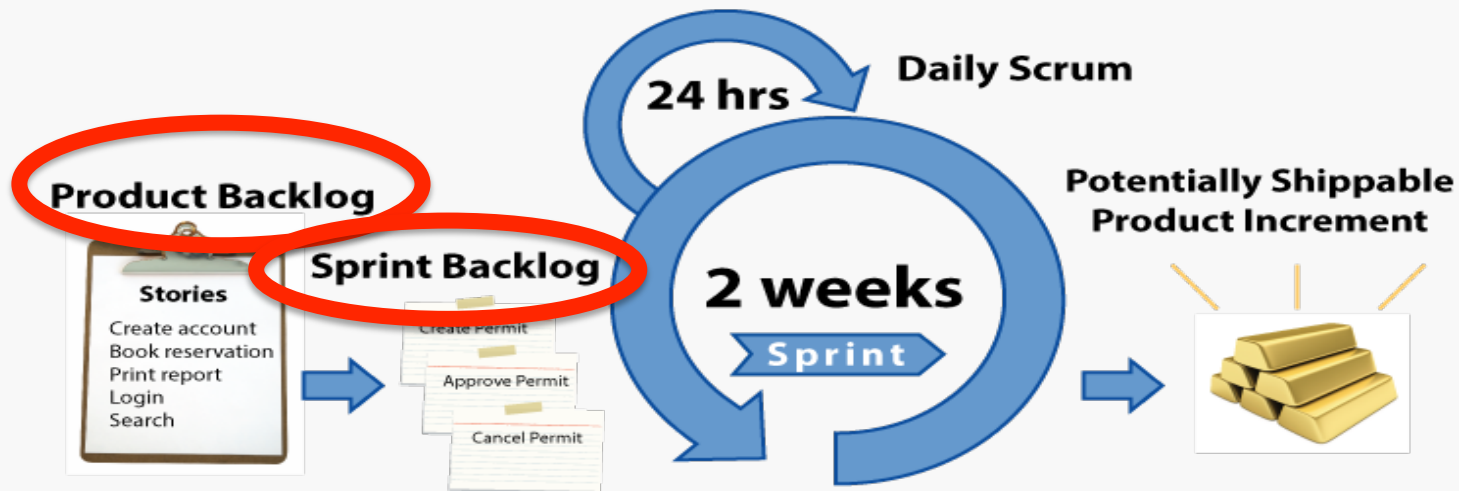 Product Backlog
Stories
Create account
Book reservation
Print report
Login
Search
Sprint Backlog
Create Permit
Approve Permit
Cancel Permit
24 hrs
Daily Scrum
2 weeks
Sprint
Potentially Shippable
Product Increment